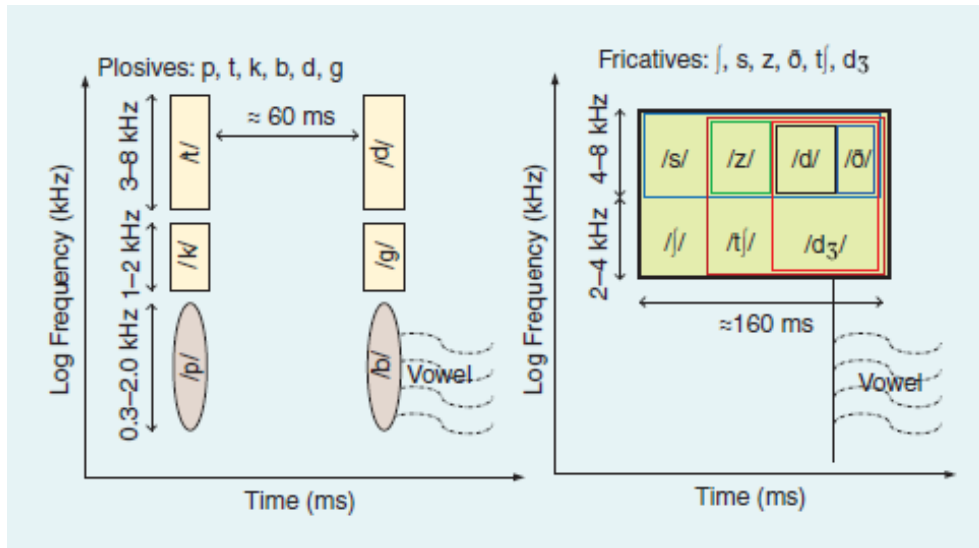 Plosives: p, t, k, b, d, g
≈ 60 ms
3–8 kHz
1–2 kHz
0.3–2.0 kHz
Log Frequency (kHz)
/t/
/d/
/k/
/g/
/p/
/b/
Vowel
Time (ms)
Fricatives: ʃ, s, z, ð, tʃ, dʒ
4–8 kHz
2–4 kHz
Log Frequency (kHz)
/s/ /z/ /d/ /ð/
/ʃ/ /tʃ/ /dʒ/
≈160 ms
Vowel
Time (ms)